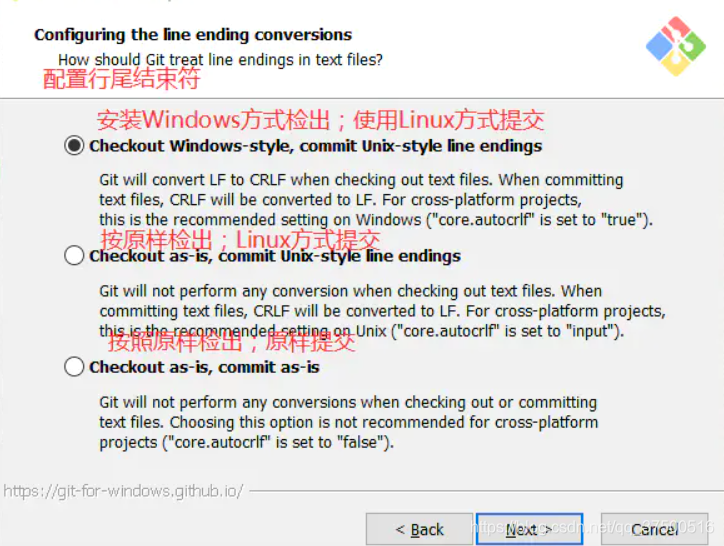 Configuring the line ending conversions
How should Git treat line endings in text files?
配置行尾结束符
安装Windows方式检出；使用Linux方式提交
Checkout Windows-style, commit Unix-style line endings
Git will convert LF to CRLF when checking out text files. When committing
text files, CRLF will be converted to LF. For cross-platform projects,
this is the recommended setting on Windows ("core.autocrlf" is set to "true").
按原样检出；Linux方式提交
Checkout as-is, commit Unix-style line endings
Git will not perform any conversion when checking out text files. When
committing text files, CRLF will be converted to LF. For cross-platform projects,
this is the recommended setting on Unix ("core.autocrlf" is set to "input").
按照原样检出；原样提交
Checkout as-is, commit as-is
Git will not perform any conversions when checking out or committing
text files. Choosing this option is not recommended for cross-platform
projects ("core.autocrlf" is set to "false").
https://git-for-windows.github.io/
< Back Next > Cancel